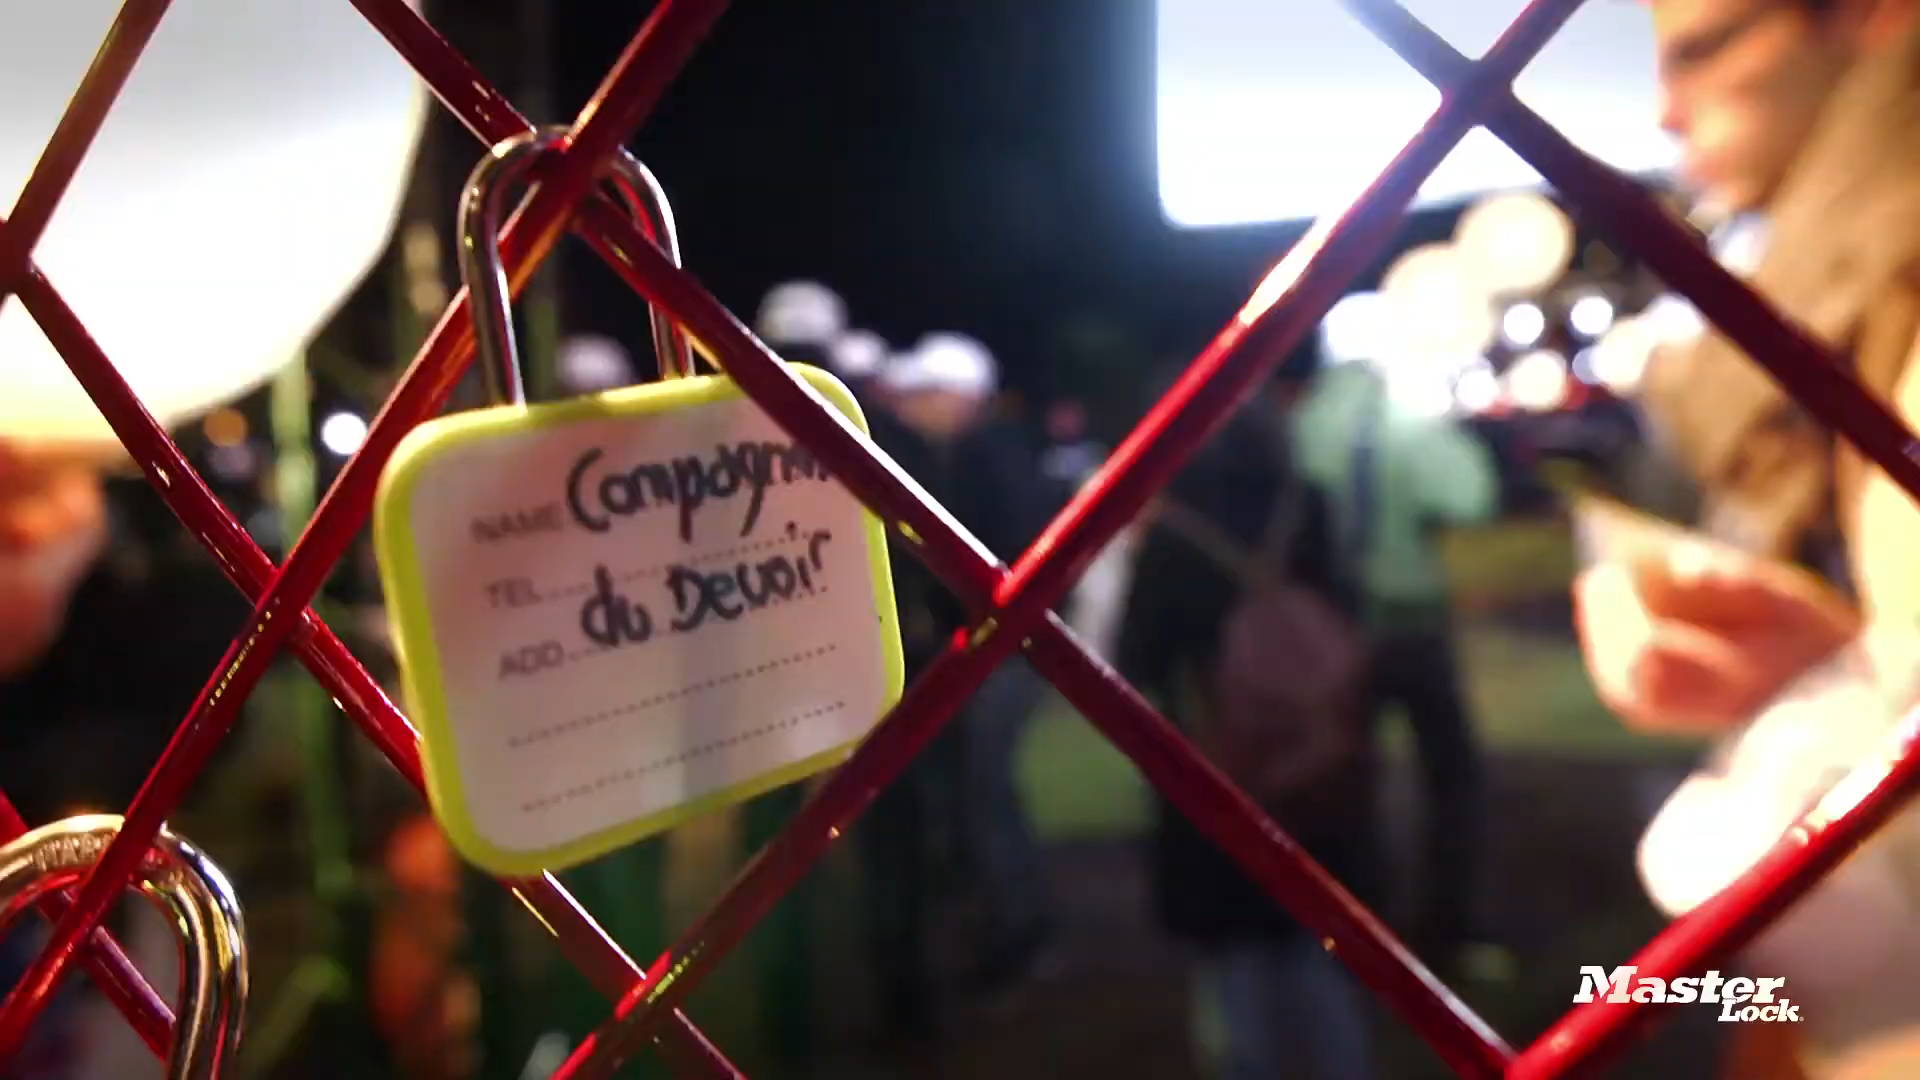 NAME Compagnon
TEL
du Devoir
ADD
Master
Lock